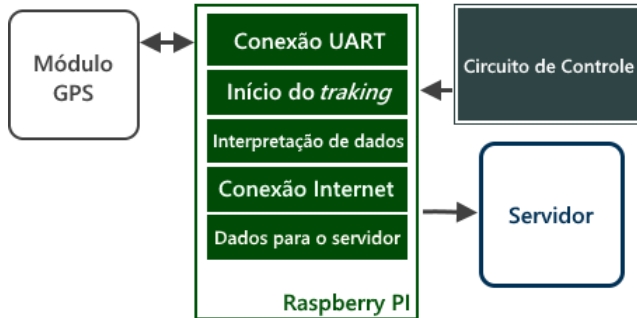 Módulo
GPS
Conexão UART
Início do traking
Interpretação de dados
Conexão Internet
Dados para o servidor
Raspberry PI
Circuito de Controle
Servidor